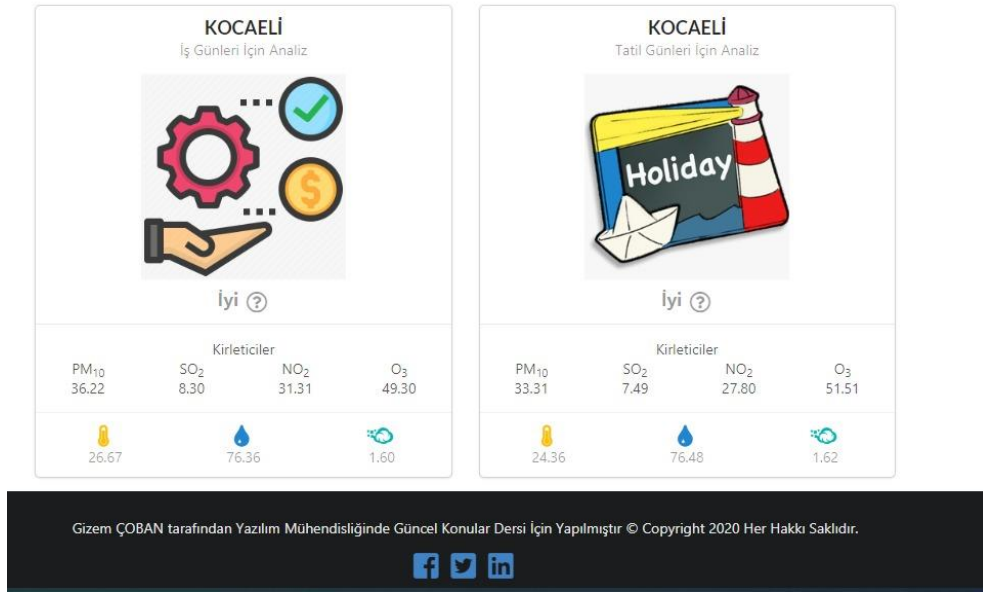 KOCAELİ
İş Günleri İçin Analiz
İyi ?
Kirleticiler
PM10 SO2 NO2 O3
36.22 8.30 31.31 49.30
26.67 76.36 1.60
KOCAELİ
Tatil Günleri İçin Analiz
Holiday
İyi ?
Kirleticiler
PM10 SO2 NO2 O3
33.31 7.49 27.80 51.51
24.36 76.48 1.62
Gizem ÇOBAN tarafından Yazılım Mühendisliğinde Güncel Konular Dersi İçin Yapılmıştır © Copyright 2020 Her Hakkı Saklıdır.